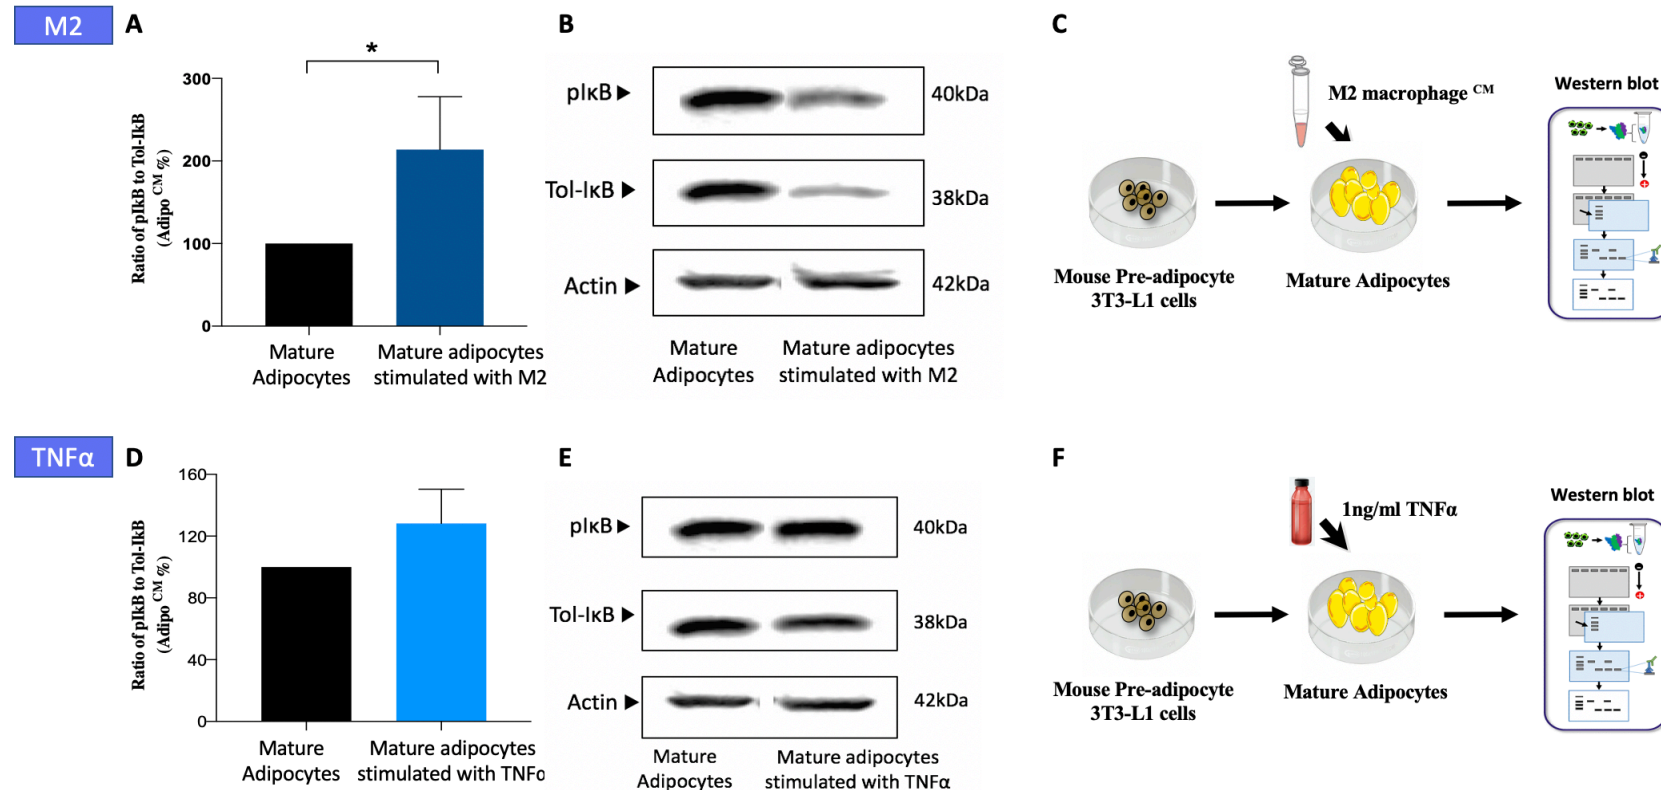 M2
A
*
300
200
100
0
Ratio of pIkB to Tol-IkB
(Adipo CM %)
Mature
Adipocytes
Mature adipocytes
stimulated with M2
B
pIκB
40kDa
Tol-IκB
38kDa
Actin
42kDa
Mature
Adipocytes
Mature adipocytes
stimulated with M2
C
M2 macrophage CM
Mouse Pre-adipocyte
3T3-L1 cells
Mature Adipocytes
Western blot
TNFα
D
160
120
80
40
0
Ratio of pIkB to Tol-IkB
(Adipo CM %)
Mature
Adipocytes
Mature adipocytes
stimulated with TNFα
E
pIκB
40kDa
Tol-IκB
38kDa
Actin
42kDa
Mature
Adipocytes
Mature adipocytes
stimulated with TNFα
F
1ng/ml TNFα
Mouse Pre-adipocyte
3T3-L1 cells
Mature Adipocytes
Western blot